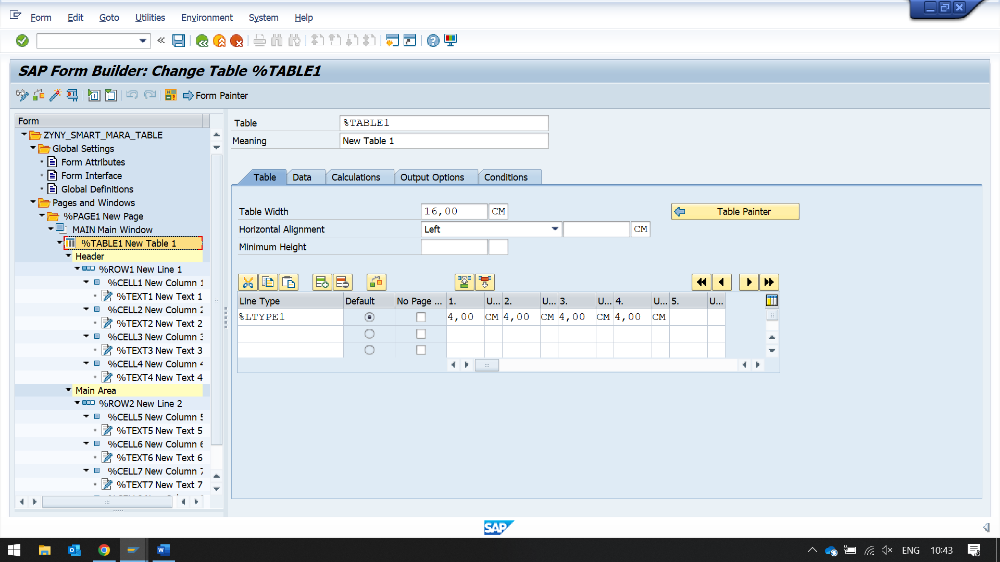 Form Edit Goto Utilities Environment System Help
SAP Form Builder: Change Table %TABLE1
Form Painter
Form
ZYNY_SMART_MARA_TABLE
Global Settings
Form Attributes
Form Interface
Global Definitions
Pages and Windows
%PAGE1 New Page
MAIN Main Window
%TABLE1 New Table 1
Header
%ROW1 New Line 1
%CELL1 New Column 1
%TEXT1 New Text 1
%CELL2 New Column 2
%TEXT2 New Text 2
%CELL3 New Column 3
%TEXT3 New Text 3
%CELL4 New Column 4
%TEXT4 New Text 4
Main Area
%ROW2 New Line 2
%CELL5 New Column 5
%TEXT5 New Text 5
%CELL6 New Column 6
%TEXT6 New Text 6
%CELL7 New Column 7
%TEXT7 New Text 7
Table %TABLE1
Meaning New Table 1
Table Data Calculations Output Options Conditions
Table Width 16,00 CM
Table Painter
Horizontal Alignment Left CM
Minimum Height
Line Type Default No Page ... 1. U... 2. U... 3. U... 4. U... 5. U...
%LTYPE1 4,00 CM 4,00 CM 4,00 CM 4,00 CM
SAP
ENG 10:43